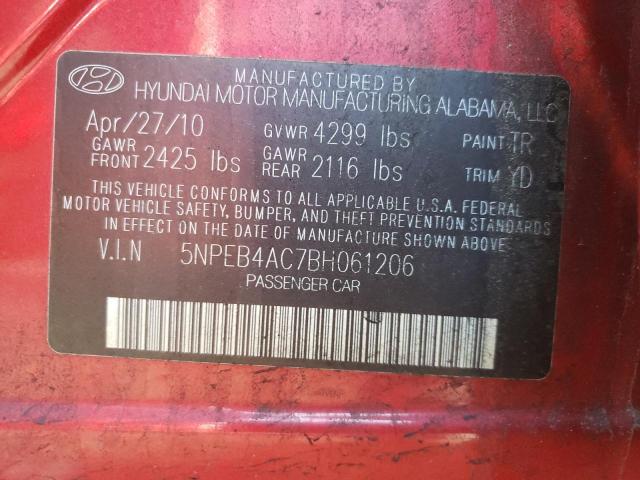 MANUFACTURED BY
HYUNDAI MOTOR MANUFACTURING ALABAMA, LLC
Apr/27/10 GVWR 4299 lbs PAINT TR
GAWR FRONT 2425 lbs GAWR REAR 2116 lbs TRIM YD
THIS VEHICLE CONFORMS TO ALL APPLICABLE U.S.A. FEDERAL
MOTOR VEHICLE SAFETY, BUMPER, AND THEFT PREVENTION STANDARDS
IN EFFECT ON THE DATE OF MANUFACTURE SHOWN ABOVE.
V.I.N 5NPEB4AC7BH061206
PASSENGER CAR